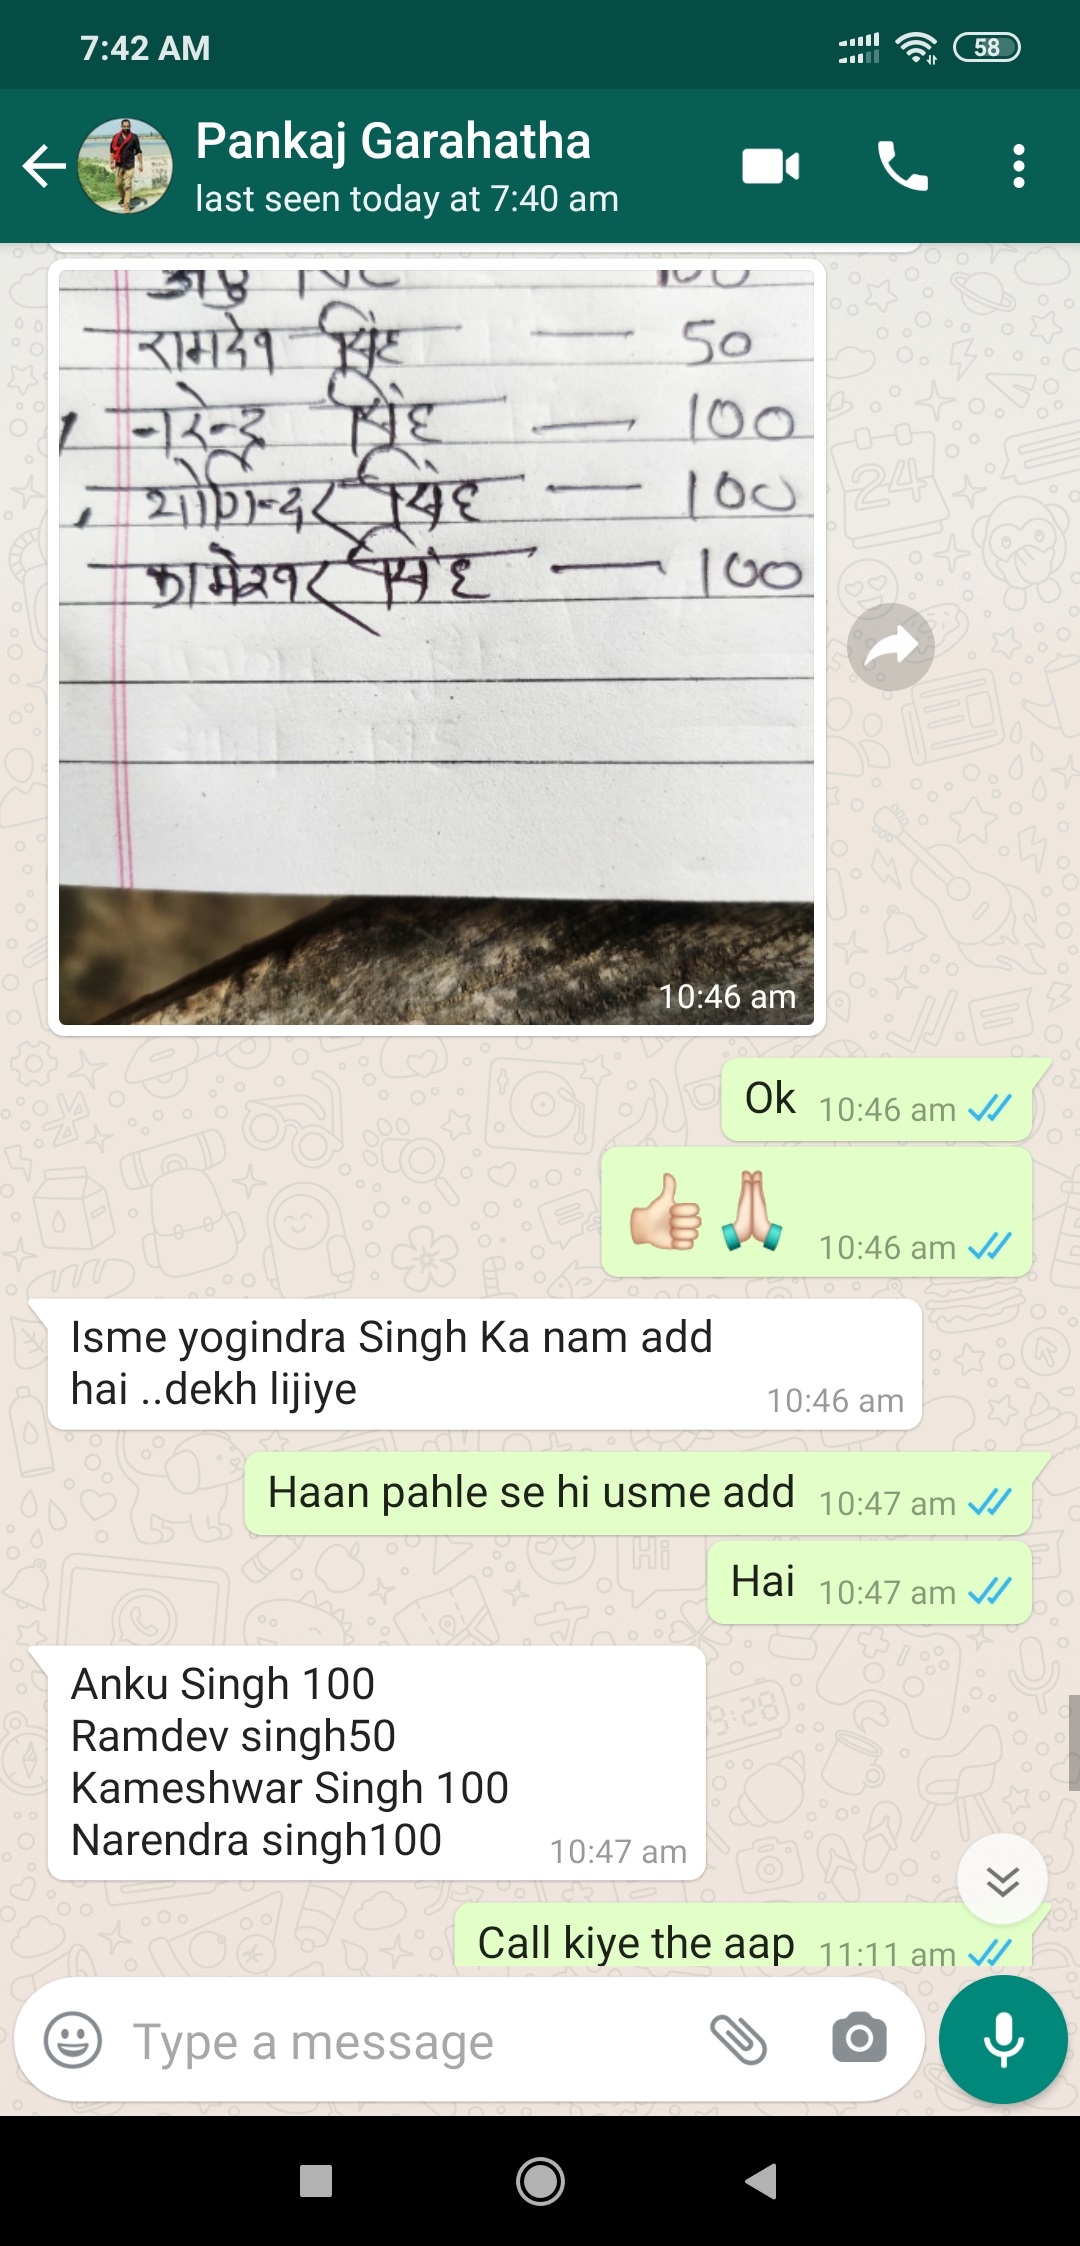 7:42 AM
58
Pankaj Garahatha
last seen today at 7:40 am
रामदेव सिंह — 50
नरेन्द्र सिंह — 100
योगिन्दर सिंह — 100
कामेश्वर सिंह — 100
10:46 am
Ok 10:46 am
👍🏻 🙏🏻 10:46 am
Isme yogindra Singh Ka nam add
hai ..dekh lijiye 10:46 am
Haan pahle se hi usme add 10:47 am
Hai 10:47 am
Anku Singh 100
Ramdev singh50
Kameshwar Singh 100
Narendra singh100 10:47 am
Call kiye the aap 11:11 am
Type a message